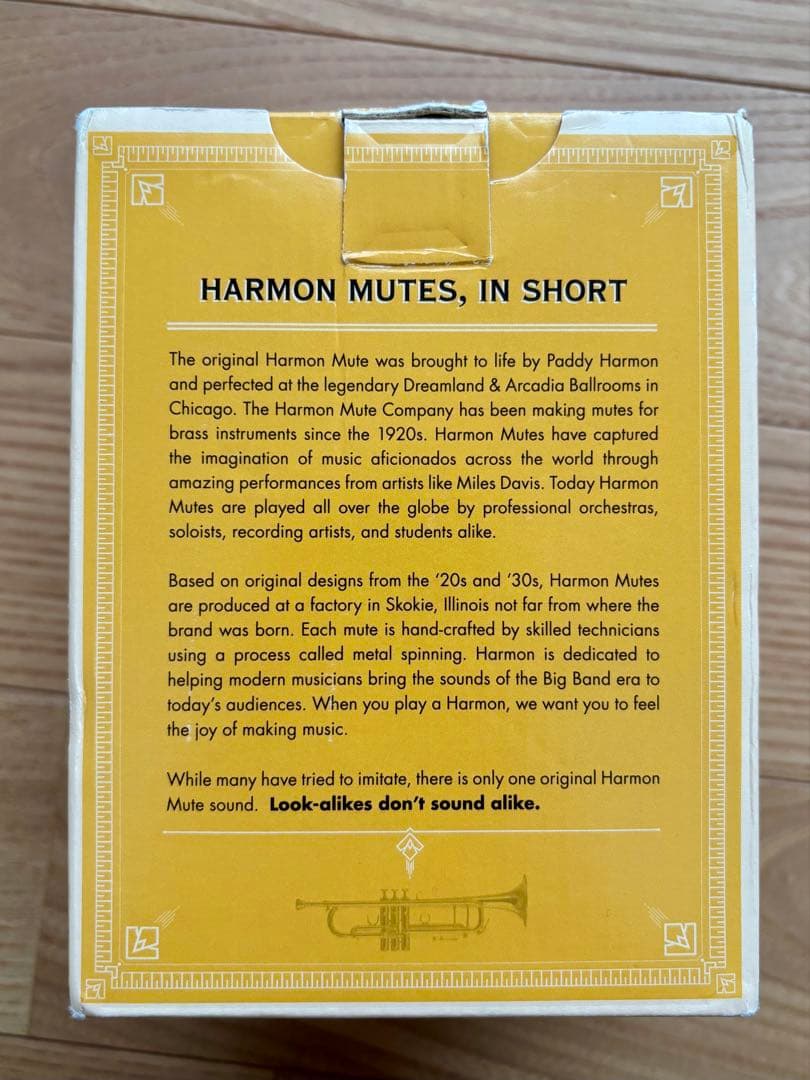 HARMON MUTES, IN SHORT
The original Harmon Mute was brought to life by Paddy Harmon
and perfected at the legendary Dreamland & Arcadia Ballrooms in
Chicago. The Harmon Mute Company has been making mutes for
brass instruments since the 1920s. Harmon Mutes have captured
the imagination of music aficionados across the world through
amazing performances from artists like Miles Davis. Today Harmon
Mutes are played all over the globe by professional orchestras,
soloists, recording artists, and students alike.
Based on original designs from the ’20s and ’30s, Harmon Mutes
are produced at a factory in Skokie, Illinois not far from where the
brand was born. Each mute is hand-crafted by skilled technicians
using a process called metal spinning. Harmon is dedicated to
helping modern musicians bring the sounds of the Big Band era to
today’s audiences. When you play a Harmon, we want you to feel
the joy of making music.
While many have tried to imitate, there is only one original Harmon
Mute sound. Look-alikes don’t sound alike.